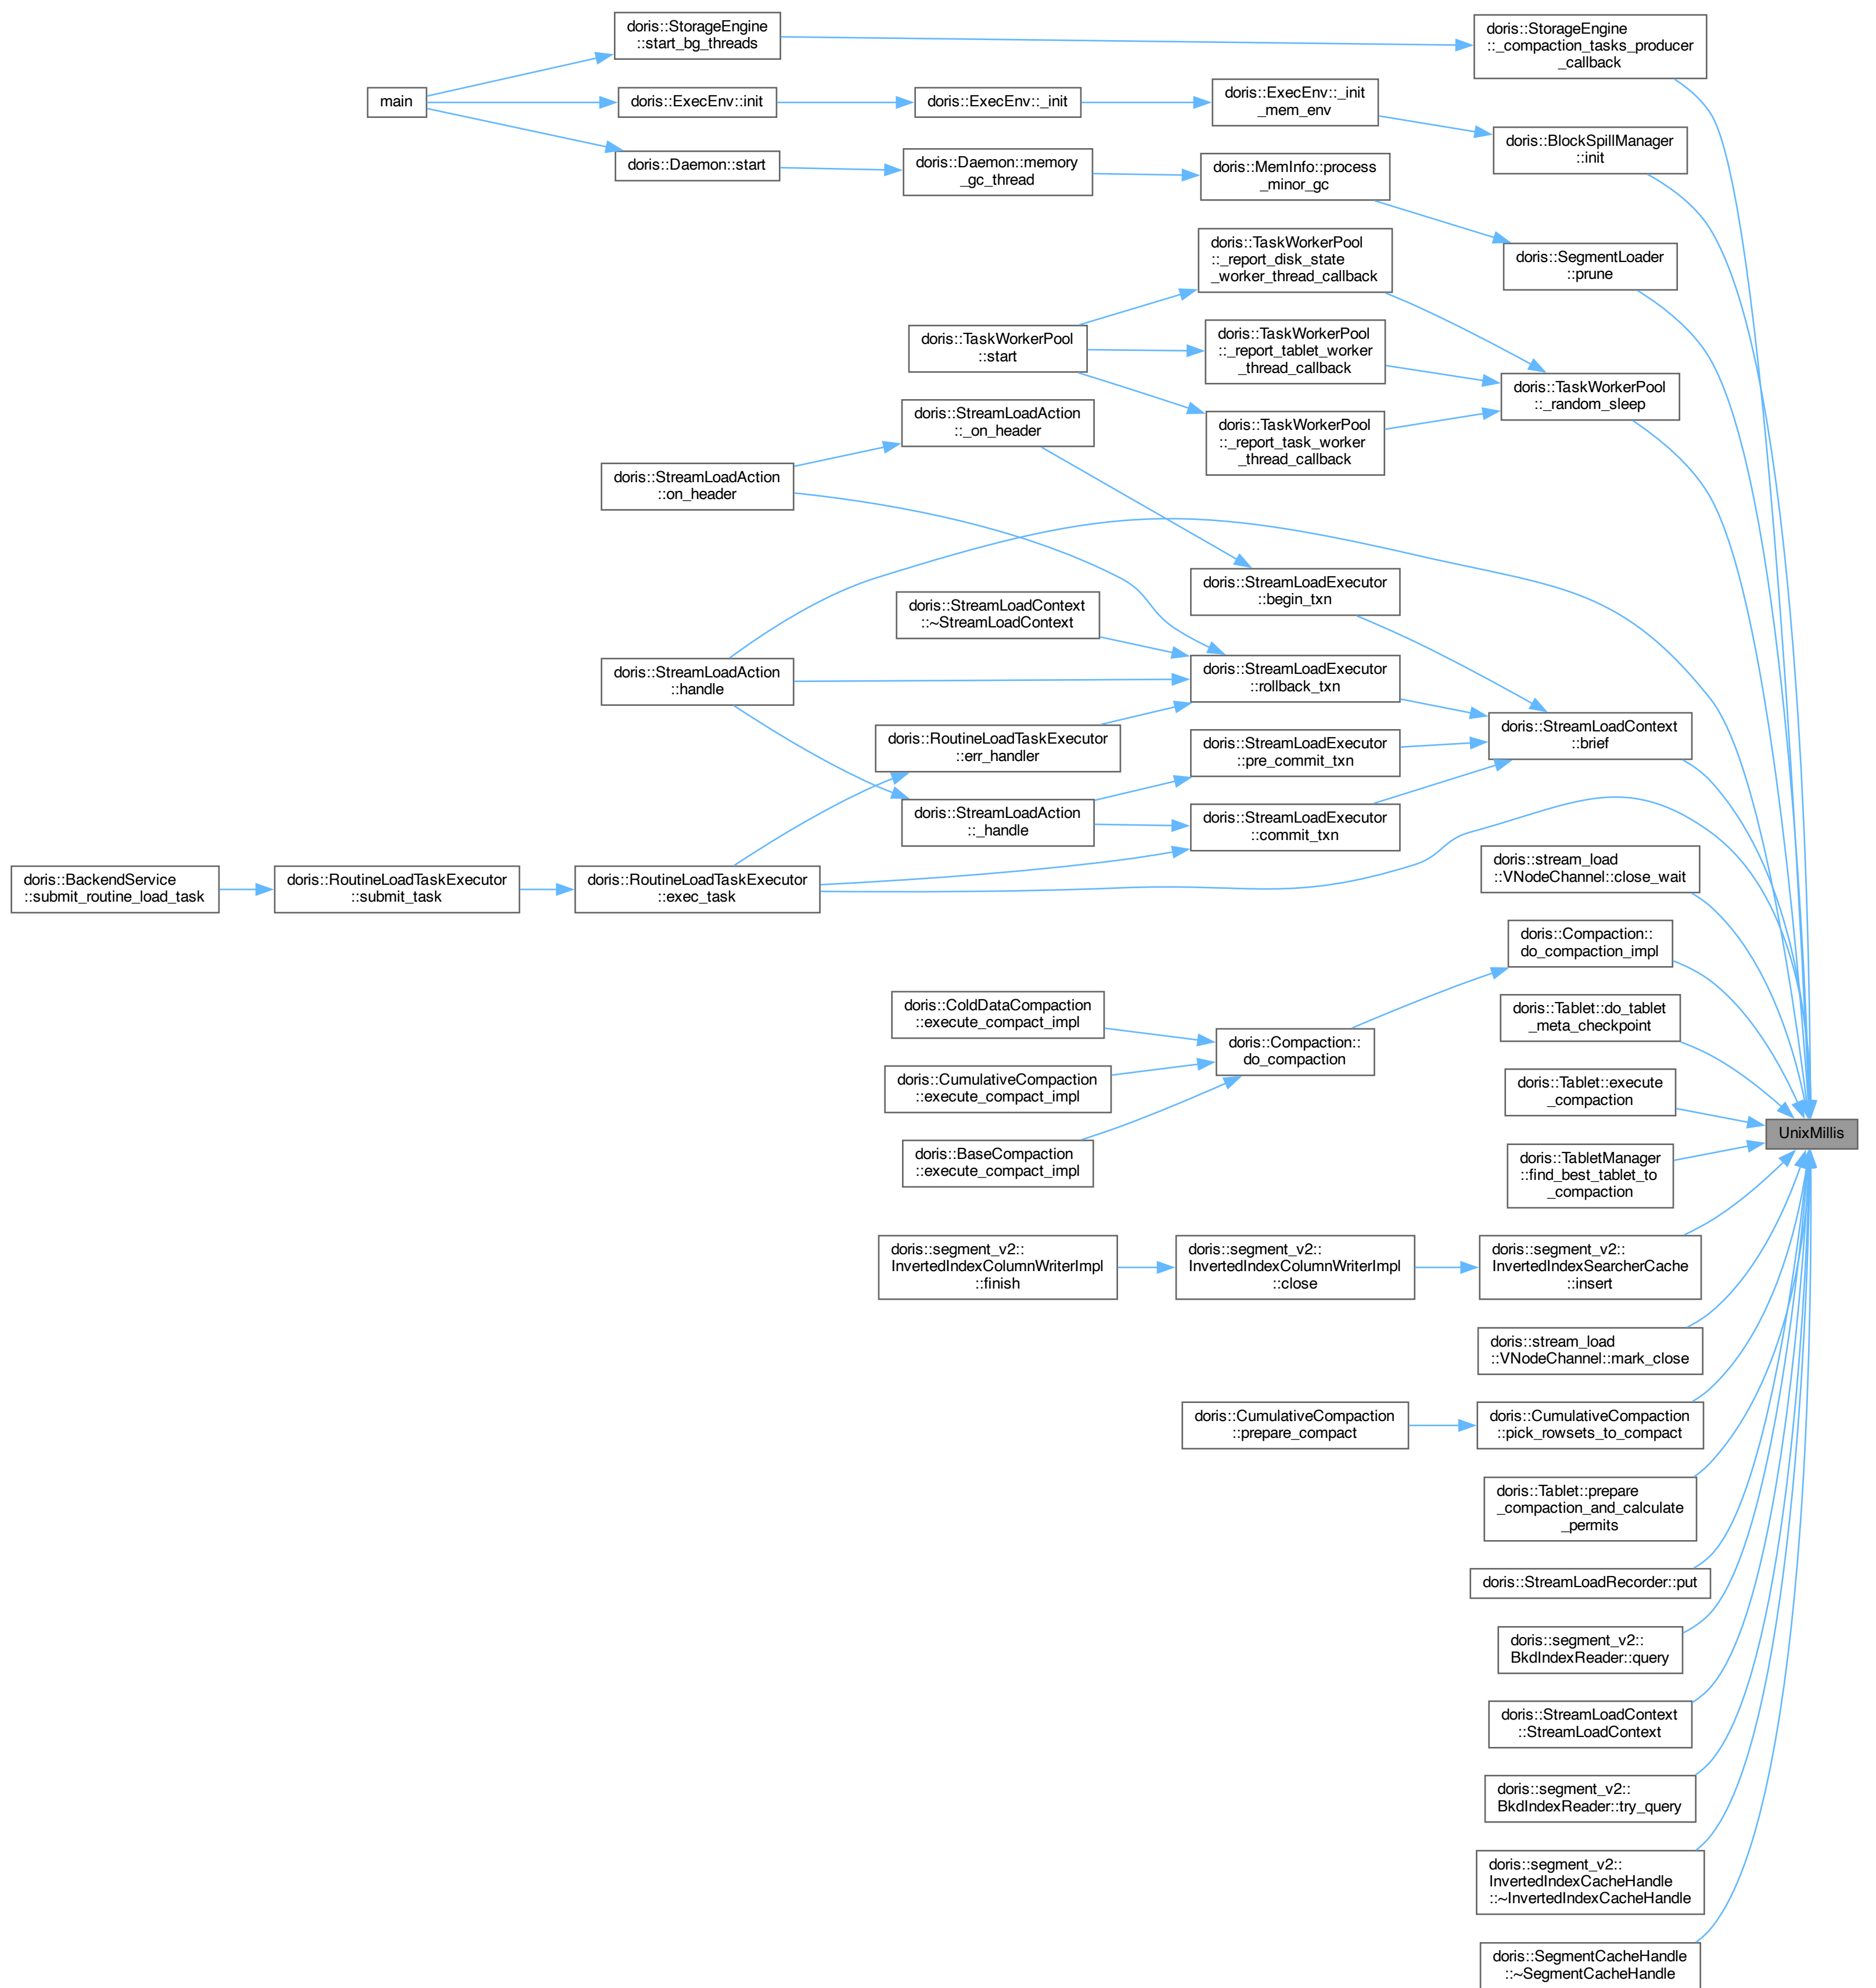 doris::StorageEngine
::start_bg_threads
doris::StorageEngine
::_compaction_tasks_producer
_callback
main
doris::ExecEnv::init
doris::ExecEnv::_init
doris::ExecEnv::_init
_mem_env
doris::BlockSpillManager
::init
doris::Daemon::start
doris::Daemon::memory
_gc_thread
doris::MemInfo::process
_minor_gc
doris::SegmentLoader
::prune
doris::TaskWorkerPool
::_report_disk_state
_worker_thread_callback
doris::TaskWorkerPool
::start
doris::TaskWorkerPool
::_report_tablet_worker
_thread_callback
doris::TaskWorkerPool
::_random_sleep
doris::TaskWorkerPool
::_report_task_worker
_thread_callback
doris::StreamLoadAction
::_on_header
doris::StreamLoadAction
::on_header
doris::StreamLoadExecutor
::begin_txn
doris::StreamLoadContext
::~StreamLoadContext
doris::StreamLoadAction
::handle
doris::StreamLoadExecutor
::rollback_txn
doris::StreamLoadContext
::brief
doris::RoutineLoadTaskExecutor
::err_handler
doris::StreamLoadExecutor
::pre_commit_txn
doris::StreamLoadAction
::_handle
doris::StreamLoadExecutor
::commit_txn
doris::BackendService
::submit_routine_load_task
doris::RoutineLoadTaskExecutor
::submit_task
doris::RoutineLoadTaskExecutor
::exec_task
doris::stream_load
::VNodeChannel::close_wait
doris::Compaction::
do_compaction_impl
doris::ColdDataCompaction
::execute_compact_impl
doris::Tablet::do_tablet
_meta_checkpoint
doris::Compaction::
do_compaction
doris::CumulativeCompaction
::execute_compact_impl
doris::Tablet::execute
_compaction
UnixMillis
doris::BaseCompaction
::execute_compact_impl
doris::TabletManager
::find_best_tablet_to
_compaction
doris::segment_v2::
InvertedIndexColumnWriterImpl
::finish
doris::segment_v2::
InvertedIndexColumnWriterImpl
::close
doris::segment_v2::
InvertedIndexSearcherCache
::insert
doris::stream_load
::VNodeChannel::mark_close
doris::CumulativeCompaction
::prepare_compact
doris::CumulativeCompaction
::pick_rowsets_to_compact
doris::Tablet::prepare
_compaction_and_calculate
_permits
doris::StreamLoadRecorder::put
doris::segment_v2::
BkdIndexReader::query
doris::StreamLoadContext
::StreamLoadContext
doris::segment_v2::
BkdIndexReader::try_query
doris::segment_v2::
InvertedIndexCacheHandle
::~InvertedIndexCacheHandle
doris::SegmentCacheHandle
::~SegmentCacheHandle